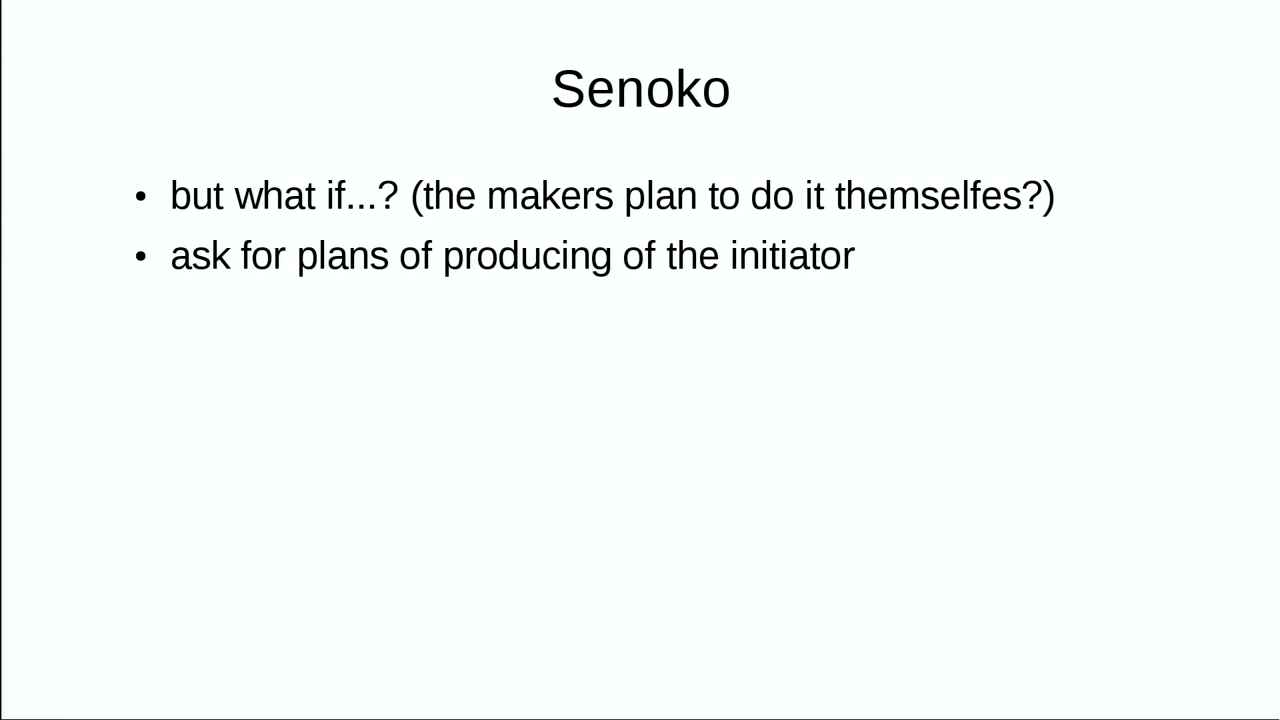 Senoko
• but what if...? (the makers plan to do it themselfes?)
• ask for plans of producing of the initiator